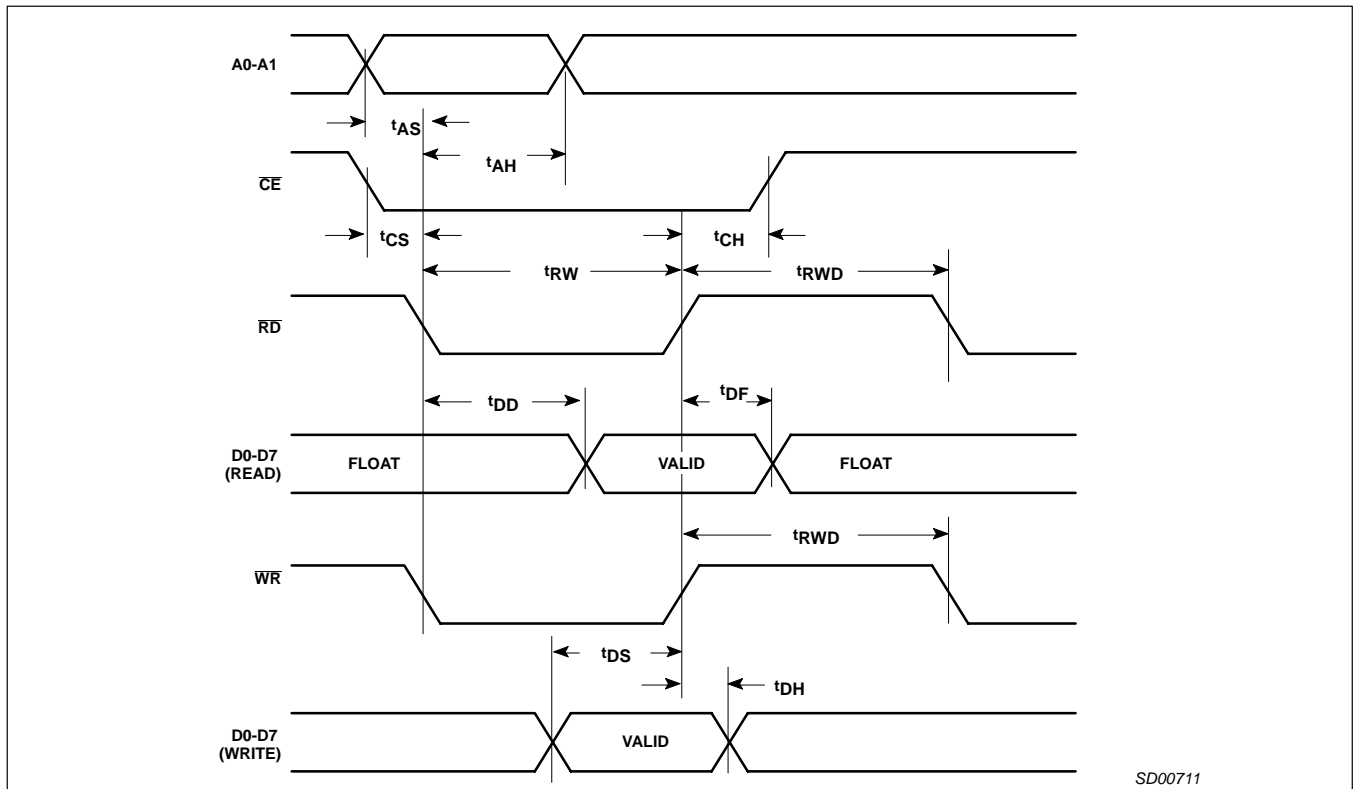 A0-A1
tAS
tAH
CE
tCS
tCH
tRW
tRWD
RD
tDD
tDF
D0-D7
(READ)
FLOAT
VALID
FLOAT
tRWD
WR
tDS
tDH
D0-D7
(WRITE)
VALID
SD00711